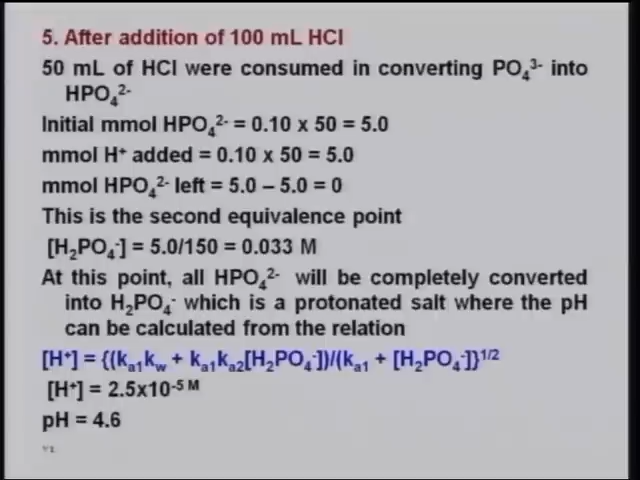 5. After addition of 100 mL HCl
50 mL of HCl were consumed in converting PO₄³⁻ into
HPO₄²⁻
Initial mmol HPO₄²⁻ = 0.10 x 50 = 5.0
mmol H⁺ added = 0.10 x 50 = 5.0
mmol HPO₄²⁻ left = 5.0 – 5.0 = 0
This is the second equivalence point
[H₂PO₄⁻] = 5.0/150 = 0.033 M
At this point, all HPO₄²⁻ will be completely converted
into H₂PO₄⁻ which is a protonated salt where the pH
can be calculated from the relation
[H⁺] = {(kₐ₁k_w + kₐ₁kₐ₂[H₂PO₄⁻])/(kₐ₁ + [H₂PO₄⁻]}¹ᐟ²
[H⁺] = 2.5x10⁻⁵ ᴹ
pH = 4.6